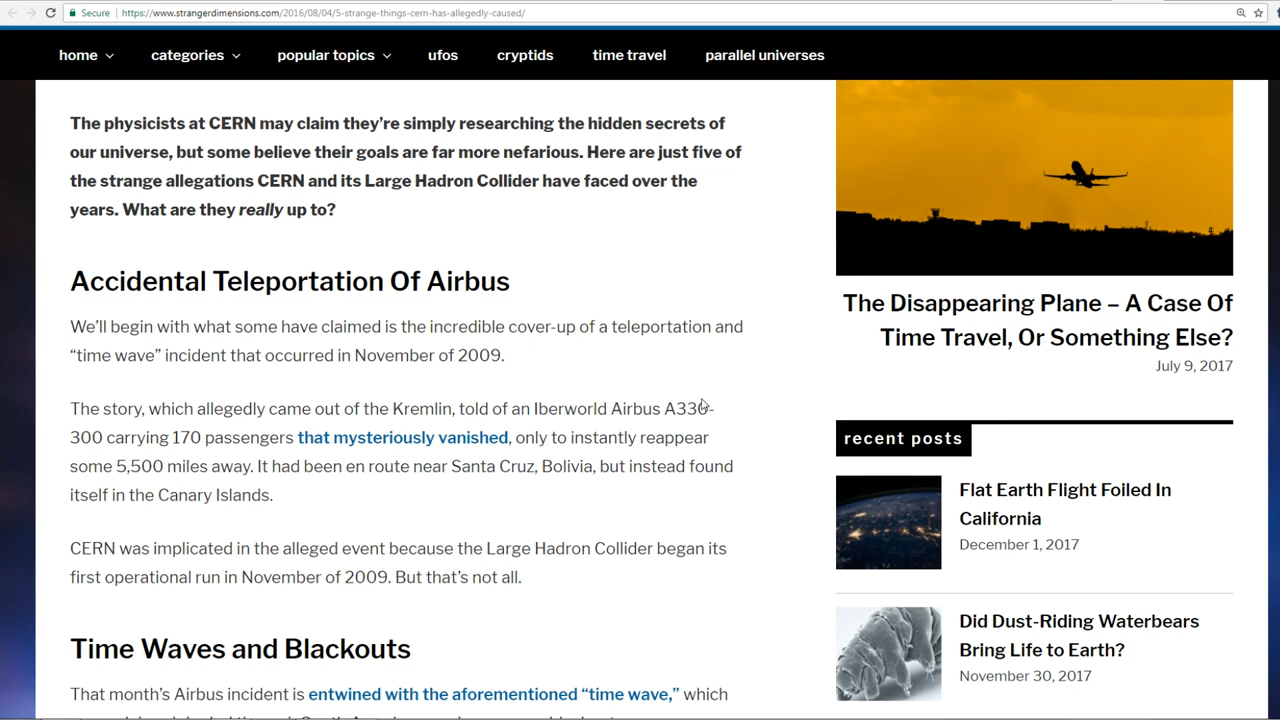 Secure https://www.strangerdimensions.com/2016/08/04/5-strange-things-cern-has-allegedly-caused/
home categories popular topics ufos cryptids time travel parallel universes
The physicists at CERN may claim they’re simply researching the hidden secrets of
our universe, but some believe their goals are far more nefarious. Here are just five of
the strange allegations CERN and its Large Hadron Collider have faced over the
years. What are they really up to?
Accidental Teleportation Of Airbus
We’ll begin with what some have claimed is the incredible cover-up of a teleportation and
“time wave” incident that occurred in November of 2009.
The story, which allegedly came out of the Kremlin, told of an Iberworld Airbus A330-
300 carrying 170 passengers that mysteriously vanished, only to instantly reappear
some 5,500 miles away. It had been en route near Santa Cruz, Bolivia, but instead found
itself in the Canary Islands.
CERN was implicated in the alleged event because the Large Hadron Collider began its
first operational run in November of 2009. But that’s not all.
Time Waves and Blackouts
That month’s Airbus incident is entwined with the aforementioned “time wave,” which
The Disappearing Plane – A Case Of
Time Travel, Or Something Else?
July 9, 2017
recent posts
Flat Earth Flight Foiled In
California
December 1, 2017
Did Dust-Riding Waterbears
Bring Life to Earth?
November 30, 2017